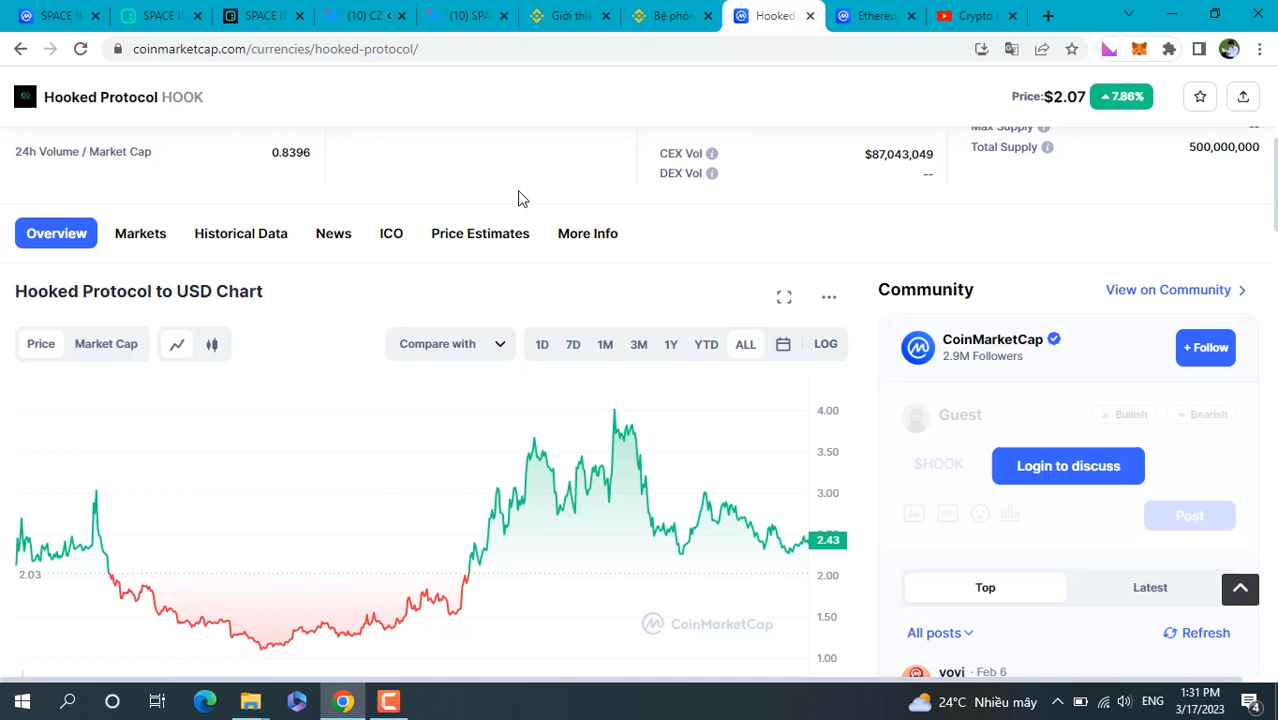 SPACE I
SPACE II
SPACE II
(10) CZ
(10) SPA
Giới thiệ
Bệ phón
Hooked
Ethereu
Crypto
coinmarketcap.com/currencies/hooked-protocol/
Hooked Protocol HOOK
Price: $2.07 7.86%
24h Volume / Market Cap 0.8396
CEX Vol $87,043,049
DEX Vol --
Max Supply --
Total Supply 500,000,000
Overview Markets Historical Data News ICO Price Estimates More Info
Hooked Protocol to USD Chart
Price Market Cap
Compare with
1D 7D 1M 3M 1Y YTD ALL LOG
4.00
3.50
3.00
2.43
2.00
1.50
1.00
2.03
CoinMarketCap
Community View on Community
CoinMarketCap
2.9M Followers
+ Follow
Guest Bullish Bearish
$HOOK
Login to discuss
GIF
Post
Top Latest
All posts Refresh
yovi · Feb 6
24°C Nhiều mây
ENG
1:31 PM
3/17/2023
4